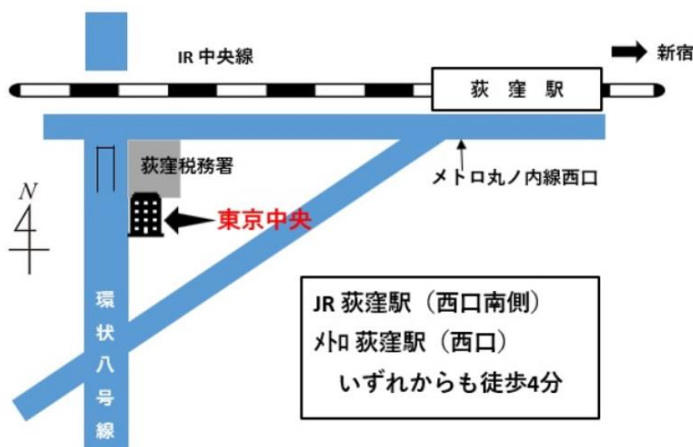 IR 中央線
新宿
荻窪駅
荻窪税務署
メトロ丸ノ内線西口
N
東京中央
環状八号線
JR 荻窪駅（西口南側）
ﾒﾄﾛ 荻窪駅（西口）
いずれからも徒歩4分